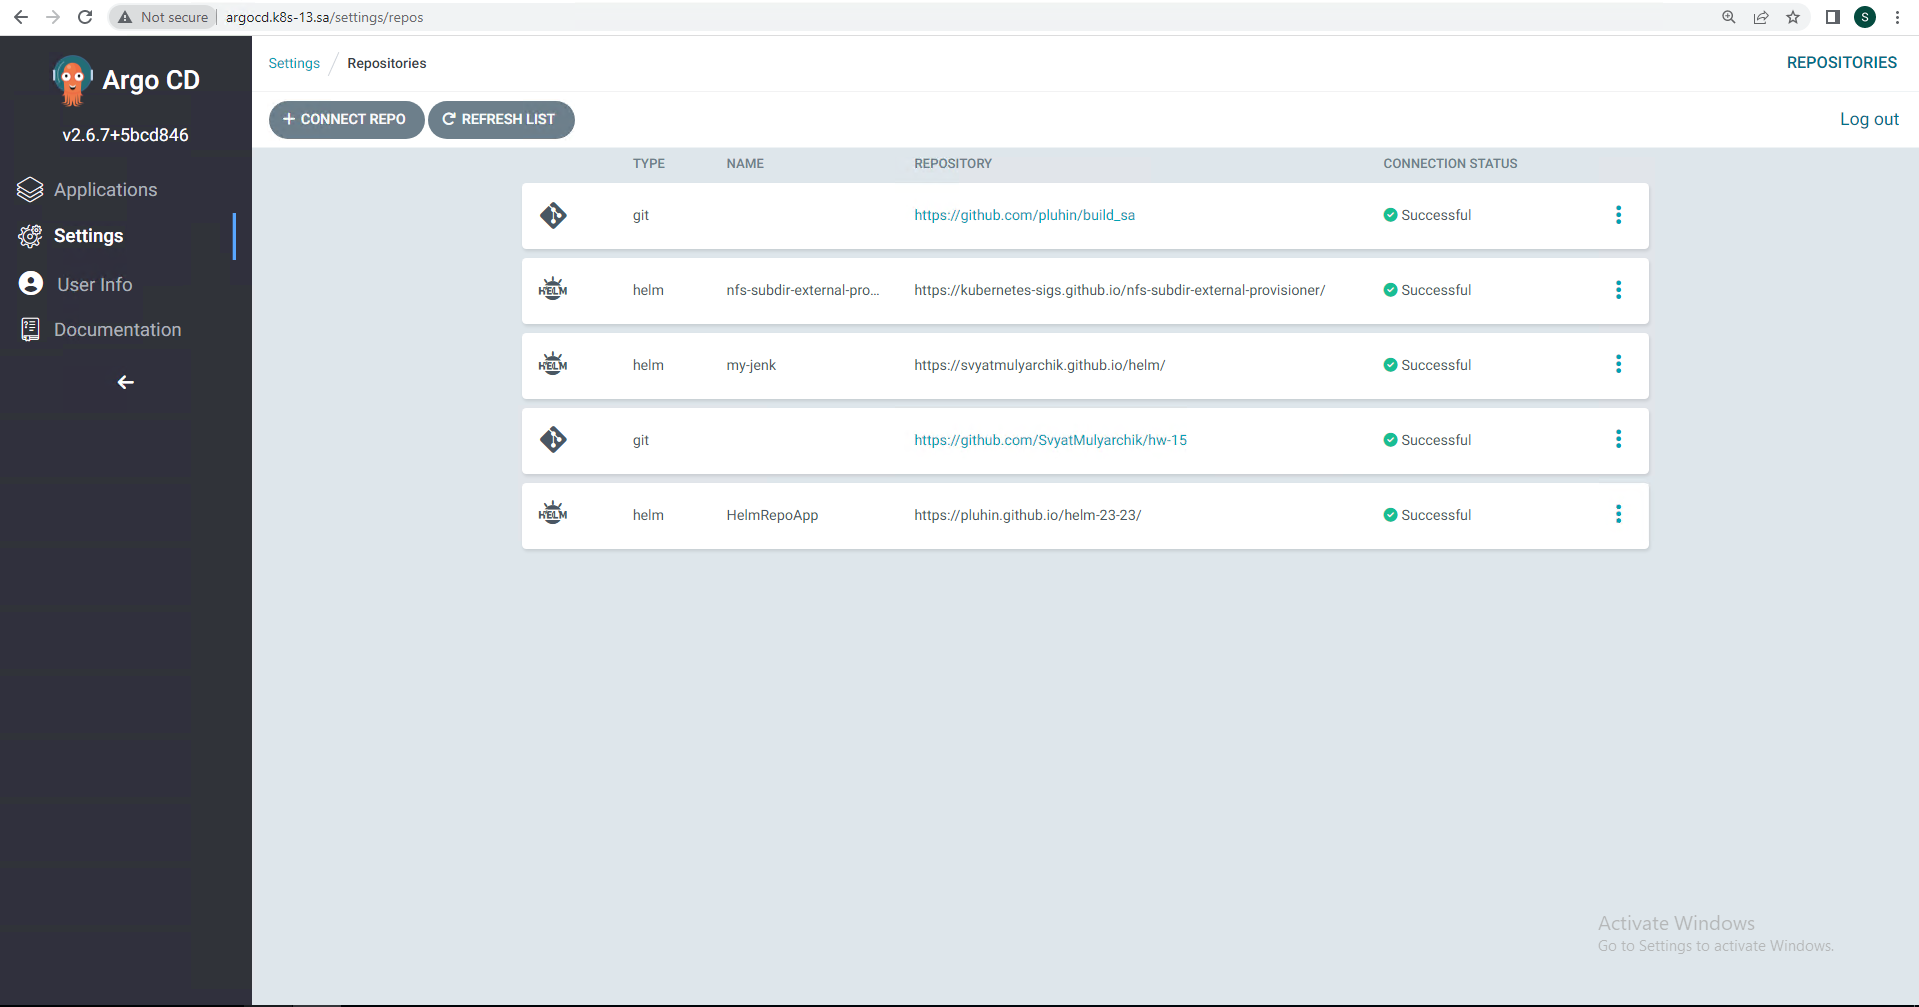 Not secure argocd.k8s-13.sa/settings/repos S
Argo CD
v2.6.7+5bcd846
Applications
Settings
User Info
Documentation
Settings / Repositories REPOSITORIES
+ CONNECT REPO REFRESH LIST Log out
TYPE NAME REPOSITORY CONNECTION STATUS
git https://github.com/pluhin/build_sa Successful
HELM helm nfs-subdir-external-pro... https://kubernetes-sigs.github.io/nfs-subdir-external-provisioner/ Successful
HELM helm my-jenk https://svyatmulyarchik.github.io/helm/ Successful
git https://github.com/SvyatMulyarchik/hw-15 Successful
HELM helm HelmRepoApp https://pluhin.github.io/helm-23-23/ Successful
Activate Windows
Go to Settings to activate Windows.